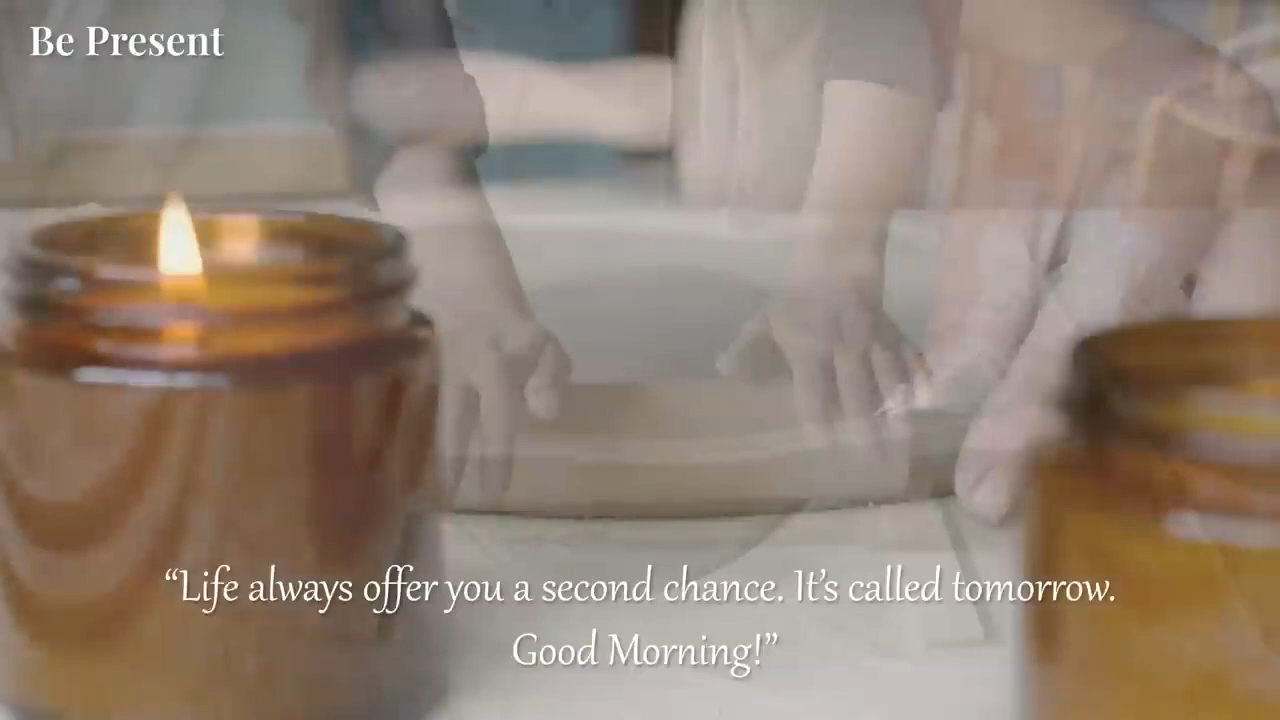 Be Present
“Life always offer you a second chance. It’s called tomorrow.
Good Morning!”